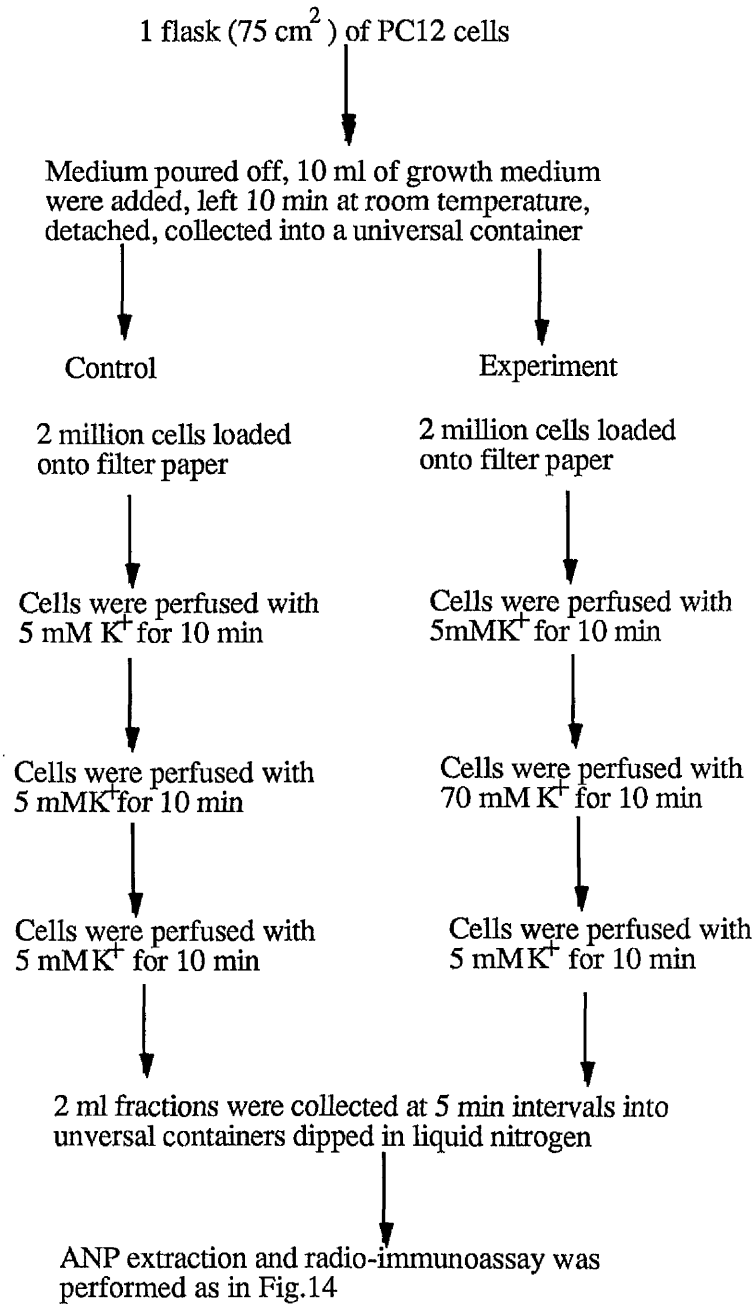 1 flask (75 cm²) of PC12 cells
Medium poured off, 10 ml of growth medium
were added, left 10 min at room temperature,
detached, collected into a universal container
Control
2 million cells loaded
onto filter paper
Cells were perfused with
5 mM K⁺ for 10 min
Cells were perfused with
5 mMK⁺for 10 min
Cells were perfused with
5 mMK⁺ for 10 min
Experiment
2 million cells loaded
onto filter paper
Cells were perfused with
5mMK⁺ for 10 min
Cells were perfused with
70 mM K⁺ for 10 min
Cells were perfused with
5 mMK⁺ for 10 min
2 ml fractions were collected at 5 min intervals into
unversal containers dipped in liquid nitrogen
ANP extraction and radio-immunoassay was
performed as in Fig.14